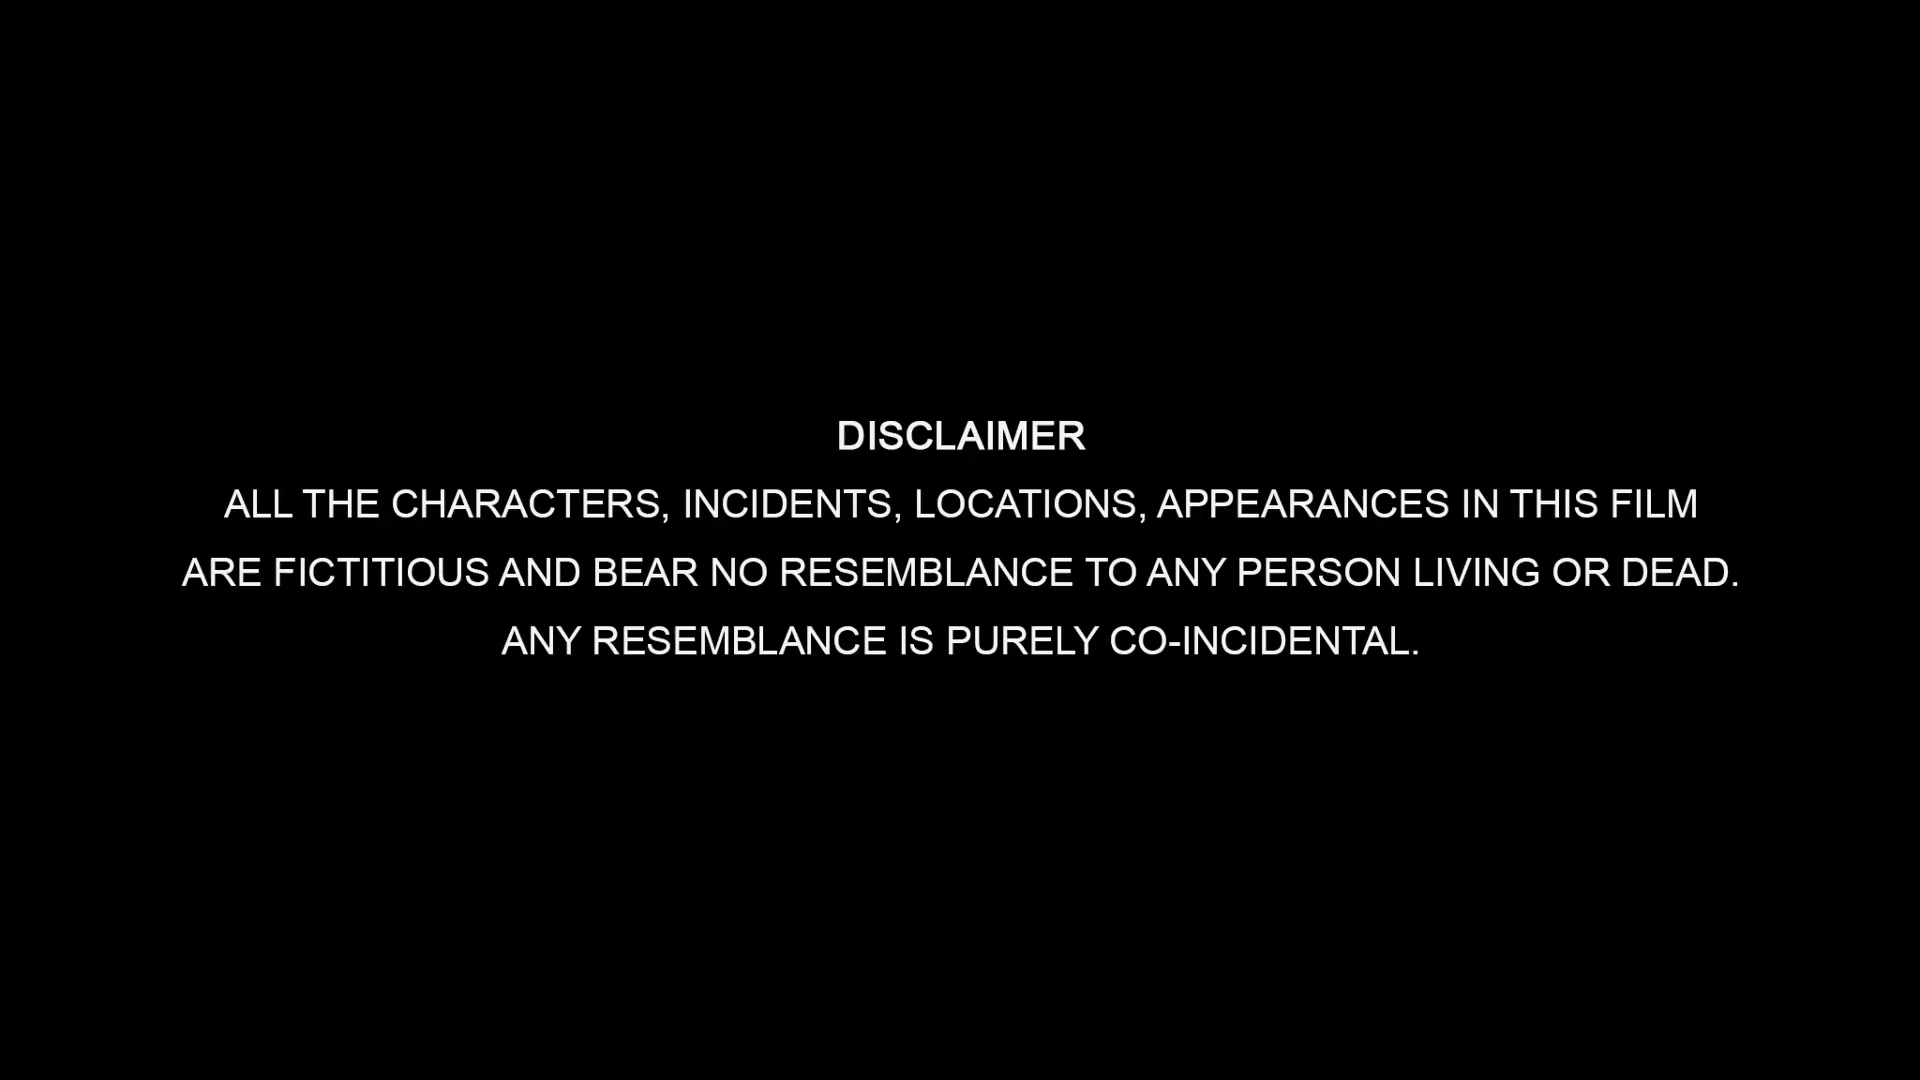 DISCLAIMER
ALL THE CHARACTERS, INCIDENTS, LOCATIONS, APPEARANCES IN THIS FILM
ARE FICTITIOUS AND BEAR NO RESEMBLANCE TO ANY PERSON LIVING OR DEAD.
ANY RESEMBLANCE IS PURELY CO-INCIDENTAL.